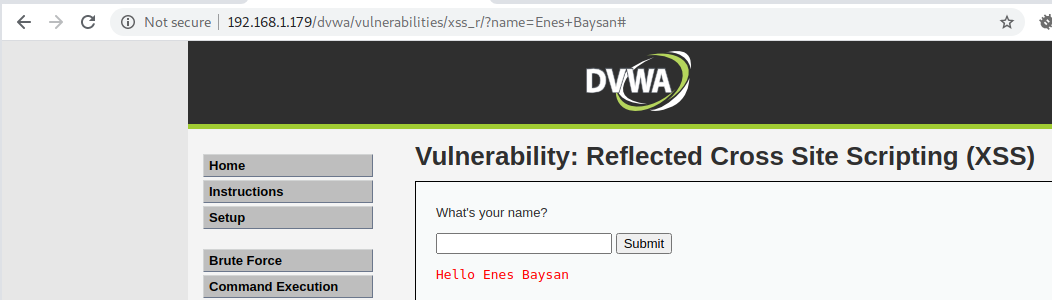 Not secure | 192.168.1.179/dvwa/vulnerabilities/xss_r/?name=Enes+Baysan#
DVWA
Home
Instructions
Setup
Brute Force
Command Execution
Vulnerability: Reflected Cross Site Scripting (XSS)
What's your name?
Submit
Hello Enes Baysan